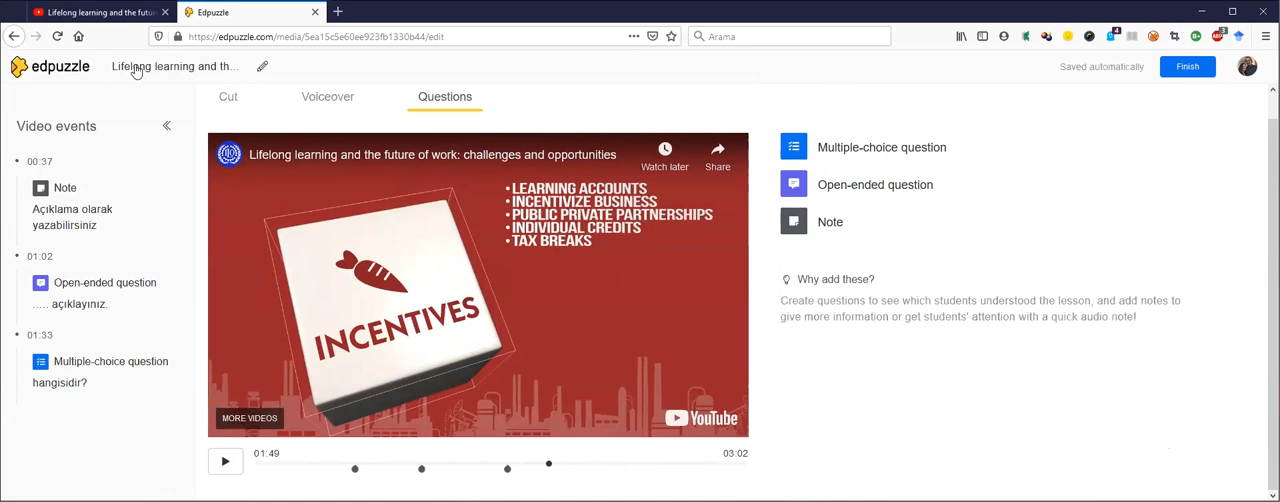 Lifelong learning and the futur
Edpuzzle
https://edpuzzle.com/media/5ea15c5e60ee923fb1330b44/edit
Arama
4
3
edpuzzle
Lifelong learning and th...
Saved automatically
Finish
Cut
Voiceover
Questions
Video events
00:37
Note
Açıklama olarak
yazabilirsiniz
01:02
Open-ended question
..... açıklayınız.
01:33
Multiple-choice question
hangisidir?
Lifelong learning and the future of work: challenges and opportunities
Watch later
Share
• LEARNING ACCOUNTS
• INCENTIVIZE BUSINESS
• PUBLIC PRIVATE PARTNERSHIPS
• INDIVIDUAL CREDITS
• TAX BREAKS
INCENTIVES
MORE VIDEOS
YouTube
01:49
03:02
Multiple-choice question
Open-ended question
Note
Why add these?
Create questions to see which students understood the lesson, and add notes to
give more information or get students' attention with a quick audio note!